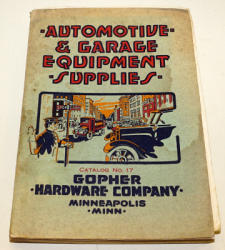 ·AUTOMOTIVE·
& GARAGE
EQUIPMENT
·SUPPLIES·
CATALOG NO. 17
GOPHER
·HARDWARE COMPANY·
MINNEAPOLIS
·MINN·